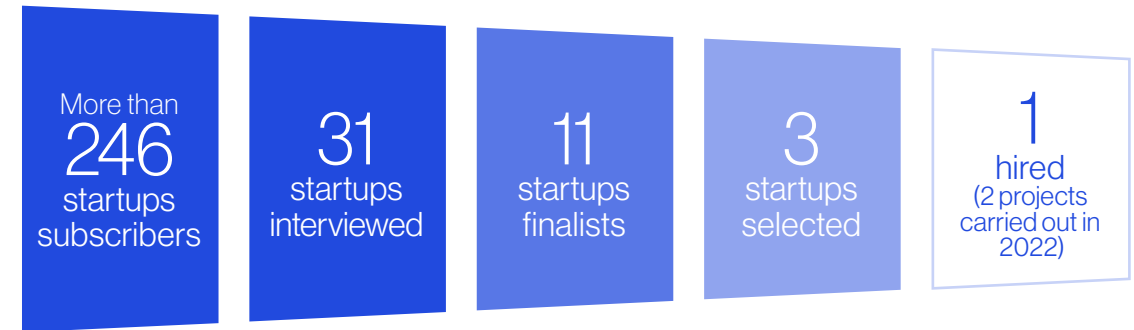 More than
246
startups
subscribers
31
startups
interviewed
11
startups
finalists
3
startups
selected
1
hired
(2 projects
carried out in
2022)